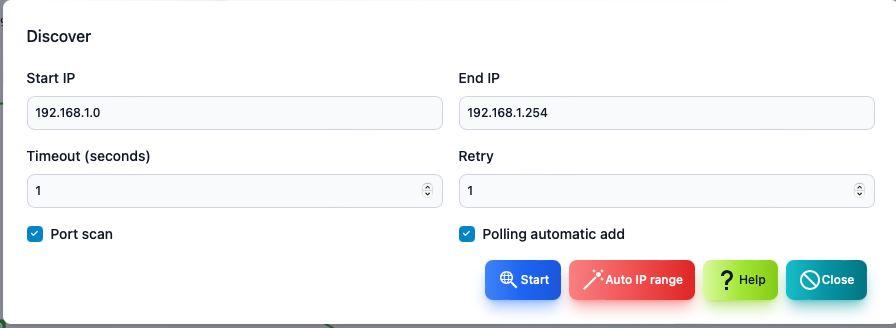 Discover
Start IP
End IP
192.168.1.0
192.168.1.254
Timeout (seconds)
Retry
1
1
Port scan
Polling automatic add
Start
Auto IP range
Help
Close